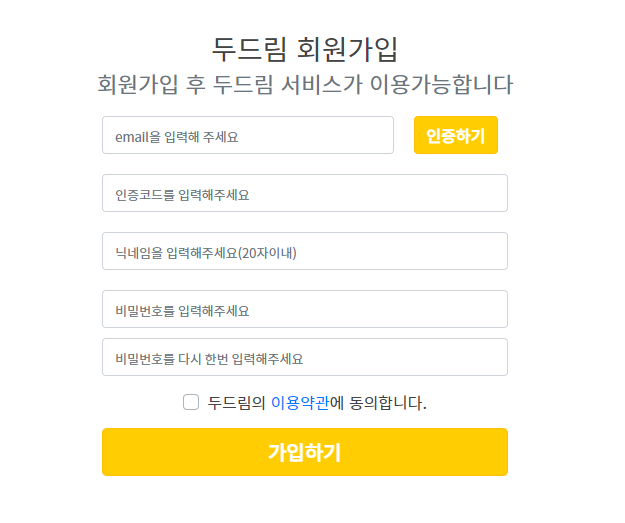 두드림 회원가입
회원가입 후 두드림 서비스가 이용가능합니다
email을 입력해 주세요
인증하기
인증코드를 입력해주세요
닉네임을 입력해주세요(20자이내)
비밀번호를 입력해주세요
비밀번호를 다시 한번 입력해주세요
두드림의 이용약관에 동의합니다.
가입하기